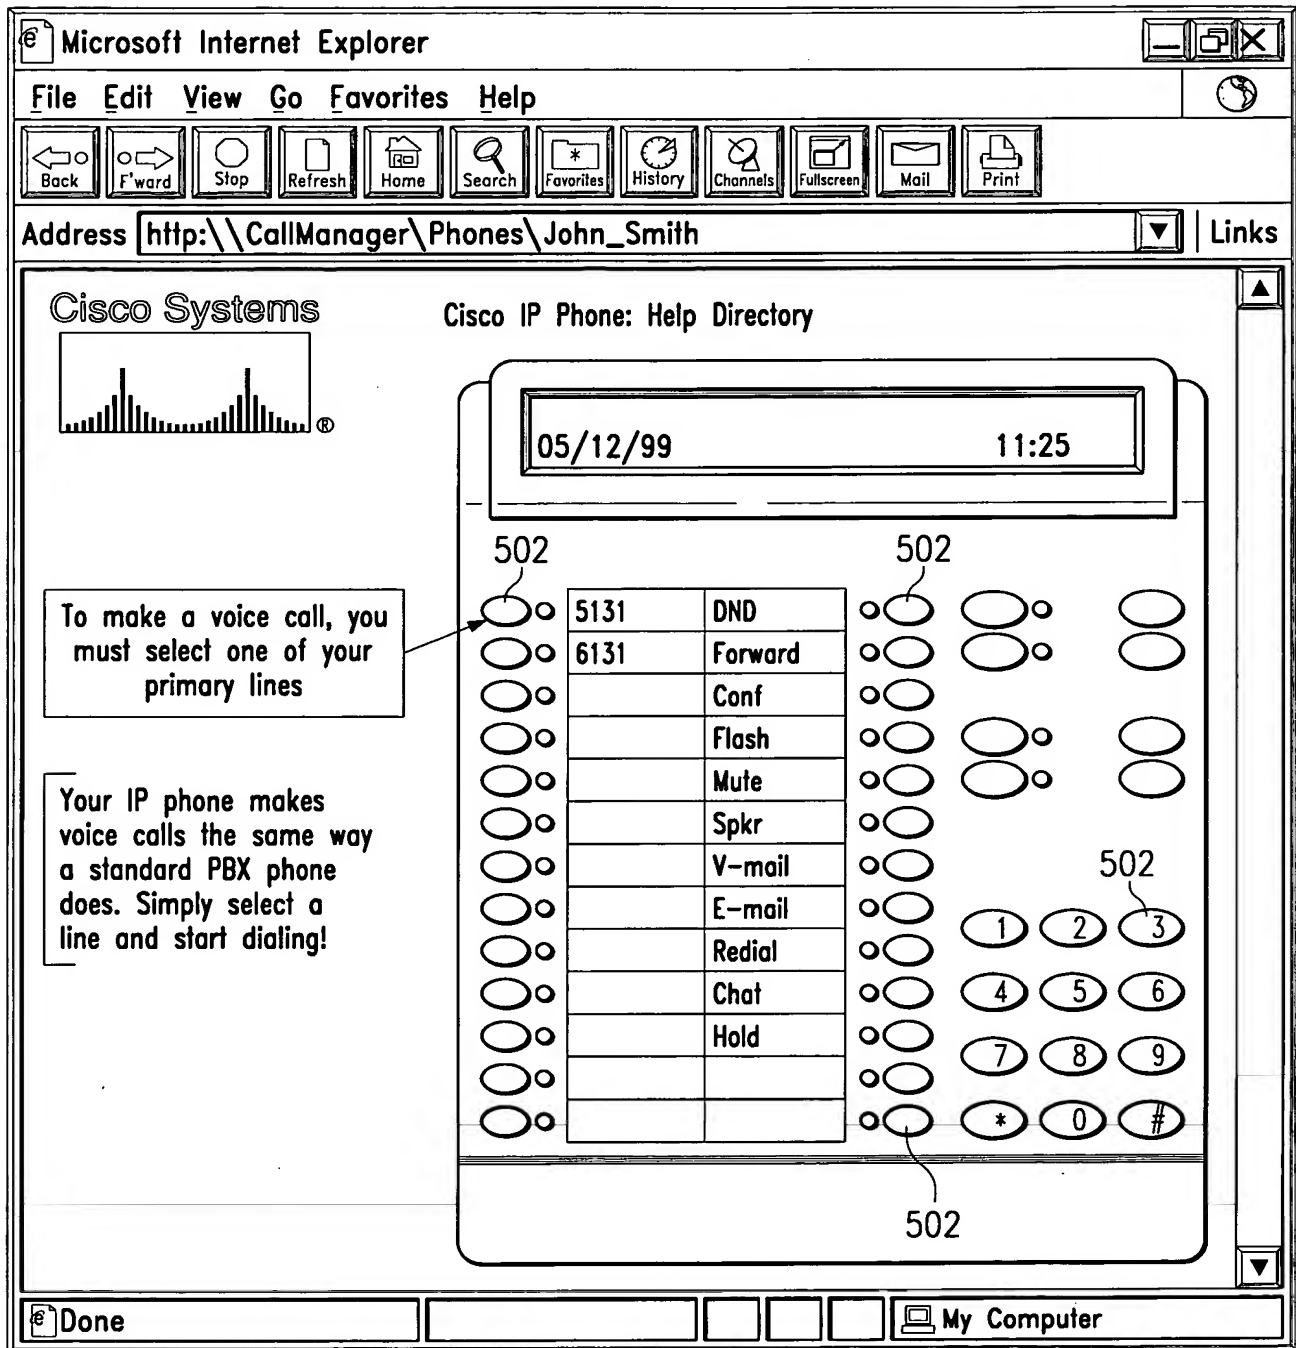 Microsoft Internet Explorer
File Edit View Go Favorites Help
Back F'ward Stop Refresh Home Search Favorites History Channels Fullscreen Mail Print
Address http:\\CallManager\Phones\John_Smith Links
Cisco Systems
®
Cisco IP Phone: Help Directory
05/12/99 11:25
502 502
To make a voice call, you
must select one of your
primary lines
Your IP phone makes
voice calls the same way
a standard PBX phone
does. Simply select a
line and start dialing!
5131 DND
6131 Forward
Conf
Flash
Mute
Spkr
V-mail
E-mail
Redial
Chat
Hold
502
1 2 3
4 5 6
7 8 9
* 0 #
502
Done My Computer